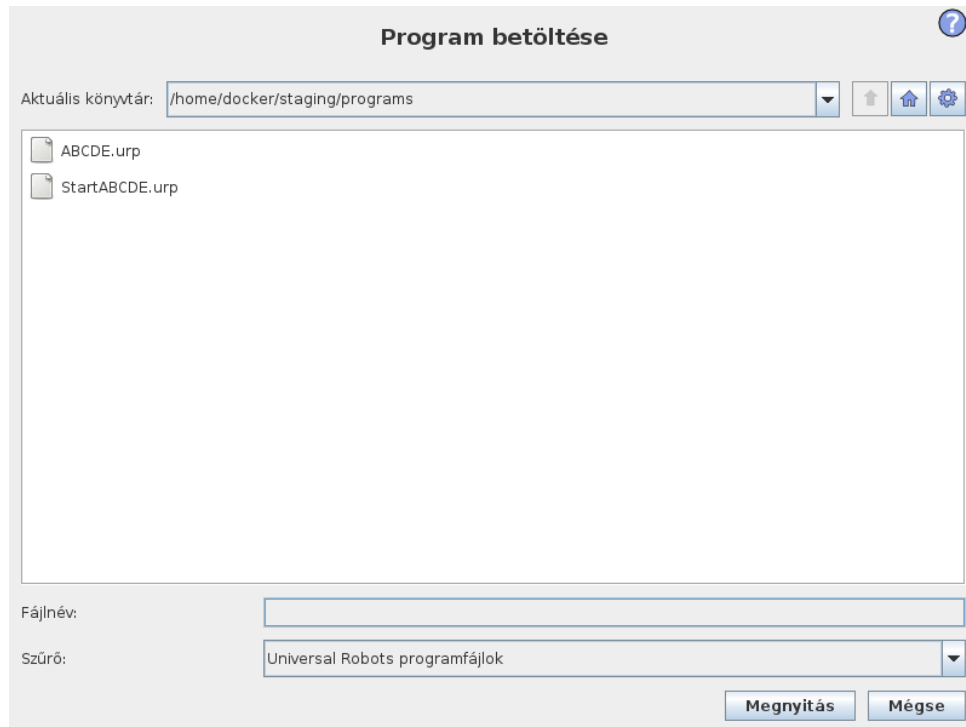 Program betöltése
?
Aktuális könyvtár: /home/docker/staging/programs
ABCDE.urp
StartABCDE.urp
Fájlnév:
Szűrő: Universal Robots programfájlok
Megnyitás Mégse